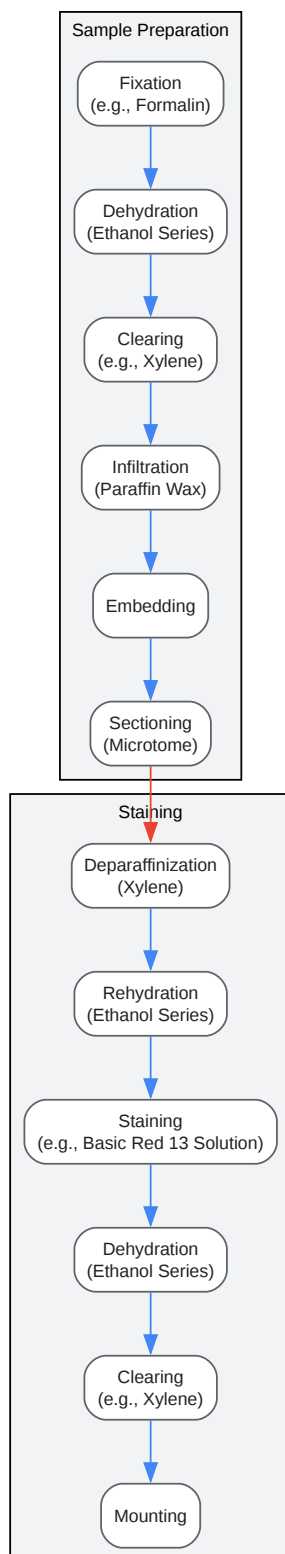 Sample Preparation
Fixation
(e.g., Formalin)
Dehydration
(Ethanol Series)
Clearing
(e.g., Xylene)
Infiltration
(Paraffin Wax)
Embedding
Sectioning
(Microtome)
Staining
Deparaffinization
(Xylene)
Rehydration
(Ethanol Series)
Staining
(e.g., Basic Red 13 Solution)
Dehydration
(Ethanol Series)
Clearing
(e.g., Xylene)
Mounting